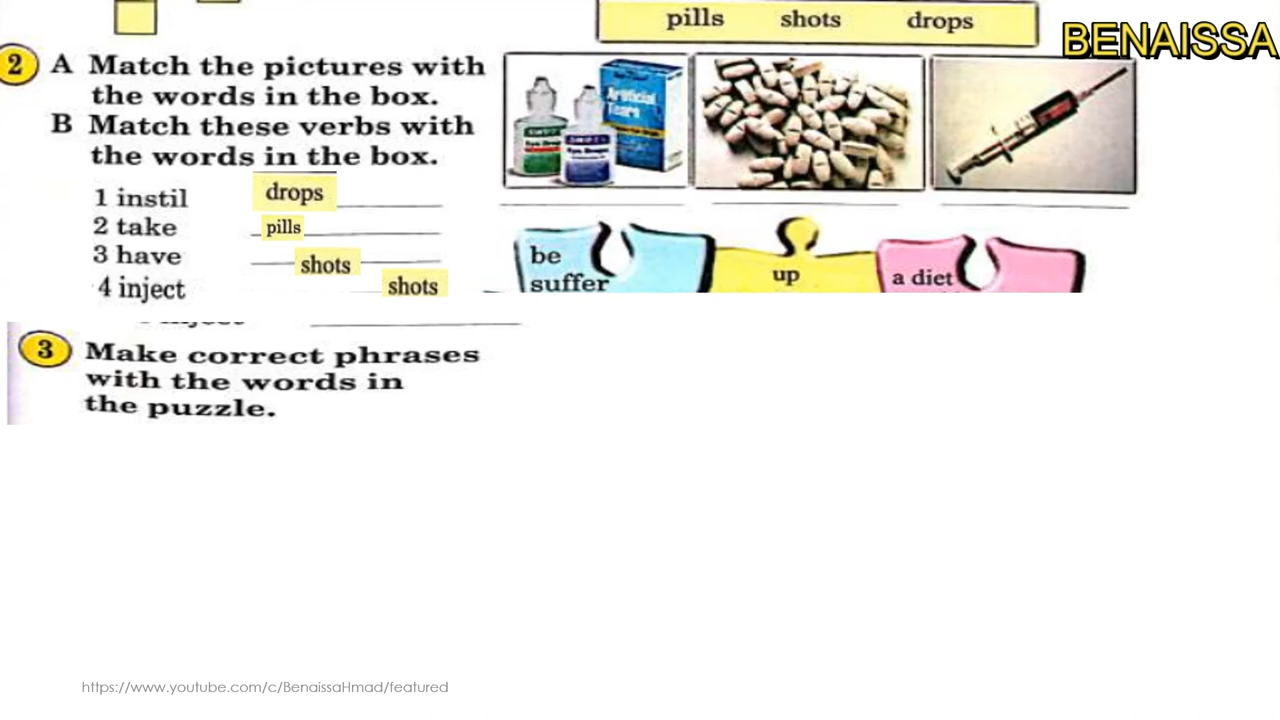 pills shots drops
BENAISSA
2 A Match the pictures with
the words in the box.
B Match these verbs with
the words in the box.
1 instil drops
2 take pills
3 have shots
4 inject shots
Artificial
Tears
be
suffer
up
a diet
3 Make correct phrases
with the words in
the puzzle.
https://www.youtube.com/c/BenaissaHmad/featured